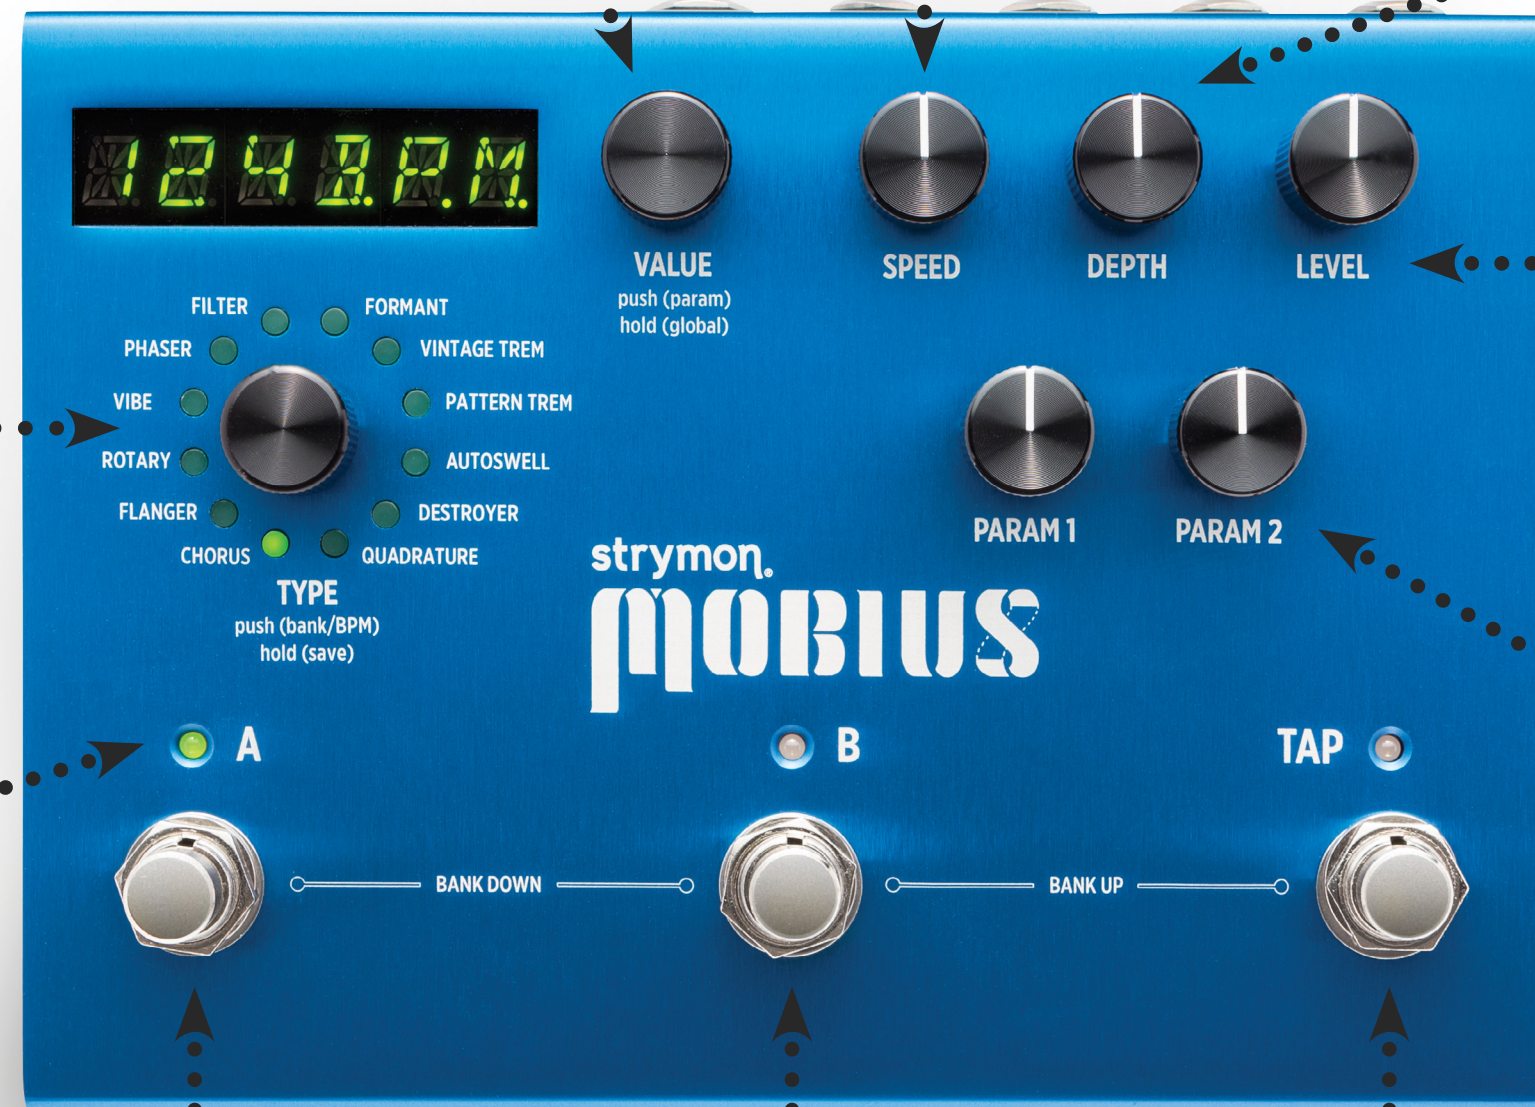 124 B.P.M.
VALUE
push (param)
hold (global)
SPEED
DEPTH
LEVEL
FILTER
FORMANT
PHASER
VINTAGE TREM
VIBE
PATTERN TREM
ROTARY
AUTOSWELL
FLANGER
DESTROYER
CHORUS
QUADRATURE
TYPE
push (bank/BPM)
hold (save)
PARAM 1
PARAM 2
strymon®
MOBIUS
A
B
TAP
BANK DOWN
BANK UP